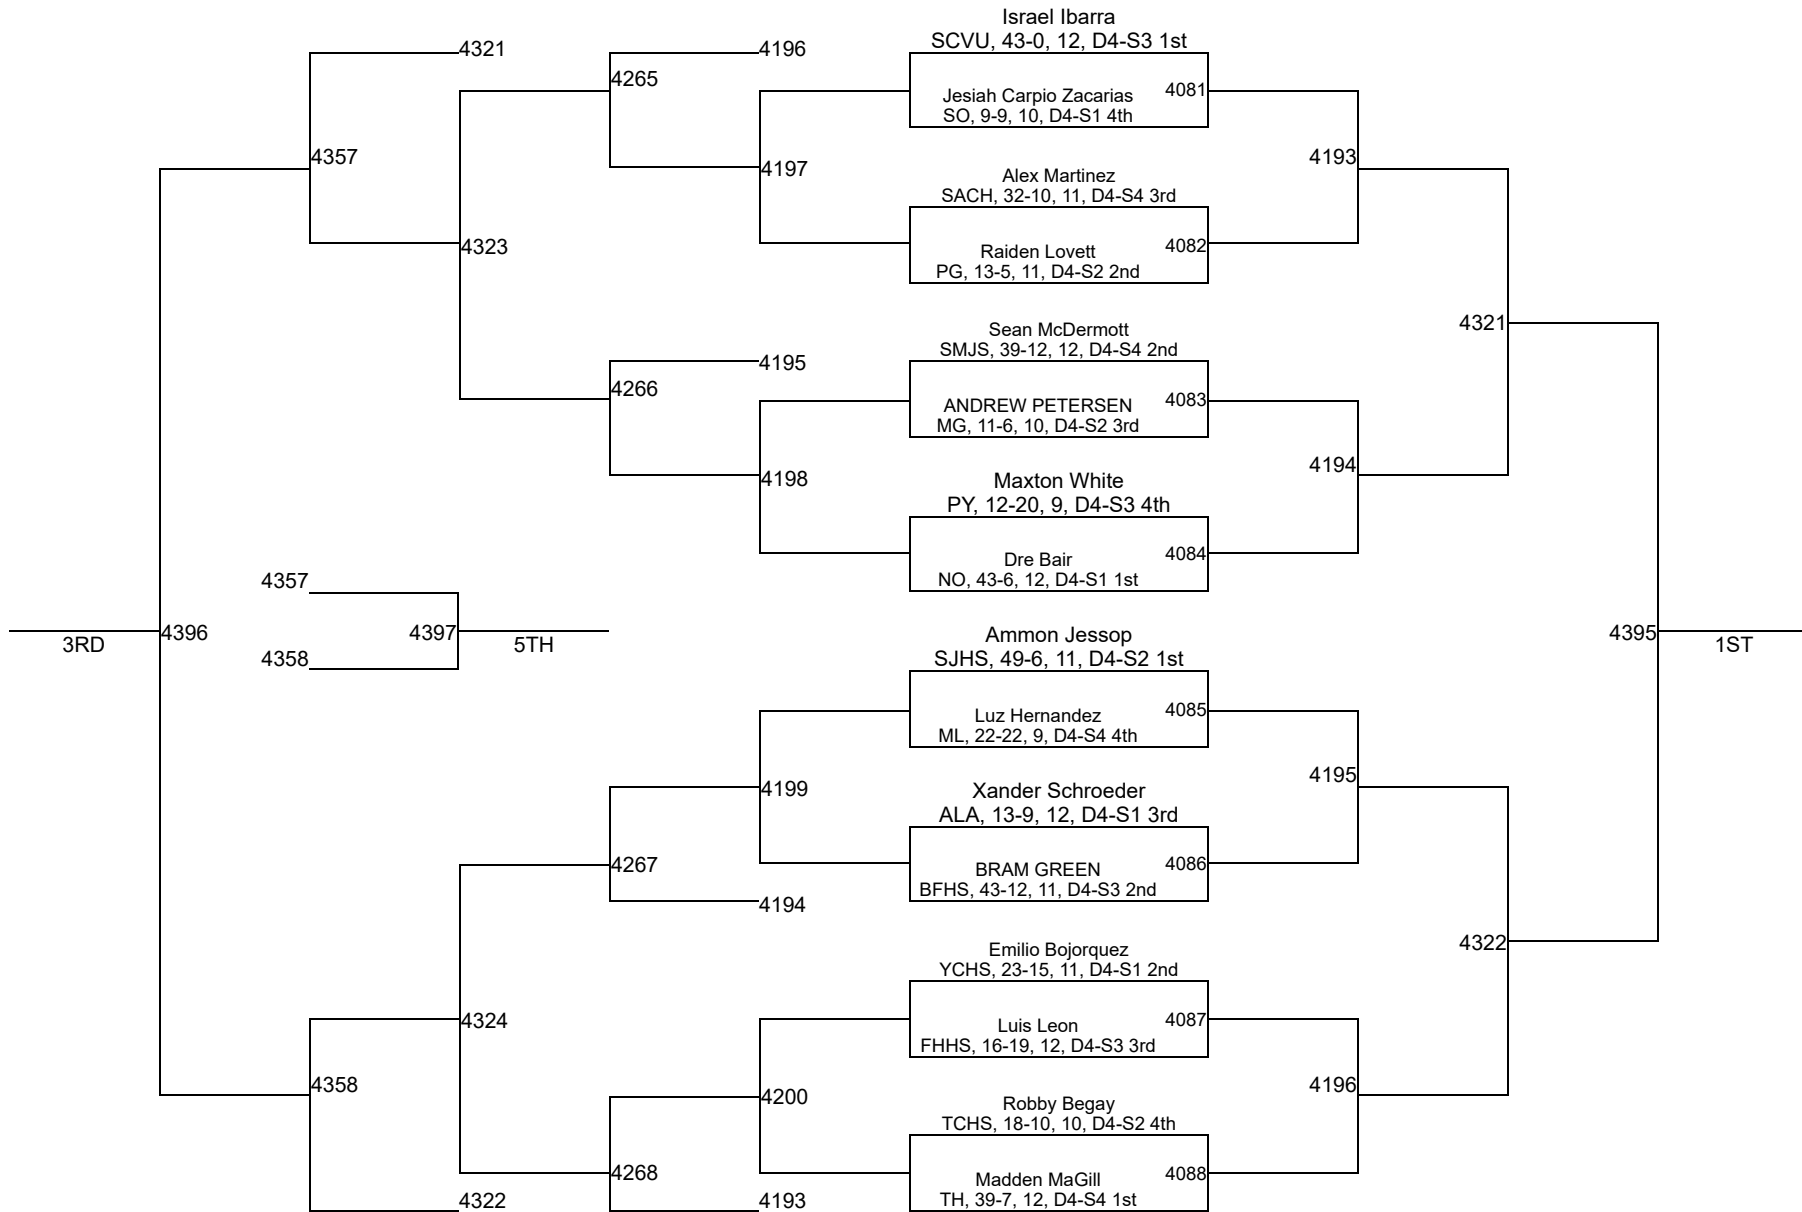 Israel Ibarra
SCVU, 43-0, 12, D4-S3 1st
4321
4196
4265
Jesiah Carpio Zacarias
SO, 9-9, 10, D4-S1 4th
4081
4357
4197
4193
Alex Martinez
SACH, 32-10, 11, D4-S4 3rd
4323
Raiden Lovett
PG, 13-5, 11, D4-S2 2nd
4082
4321
Sean McDermott
SMJS, 39-12, 12, D4-S4 2nd
4195
4266
ANDREW PETERSEN
MG, 11-6, 10, D4-S2 3rd
4083
4198
4194
Maxton White
PY, 12-20, 9, D4-S3 4th
Dre Bair
NO, 43-6, 12, D4-S1 1st
4084
4357
3RD
4396
4397
5TH
4358
4395
1ST
Ammon Jessop
SJHS, 49-6, 11, D4-S2 1st
Luz Hernandez
ML, 22-22, 9, D4-S4 4th
4085
4199
4195
Xander Schroeder
ALA, 13-9, 12, D4-S1 3rd
4267
BRAM GREEN
BFHS, 43-12, 11, D4-S3 2nd
4086
4194
4322
Emilio Bojorquez
YCHS, 23-15, 11, D4-S1 2nd
4324
Luis Leon
FHHS, 16-19, 12, D4-S3 3rd
4087
4358
4200
4196
Robby Begay
TCHS, 18-10, 10, D4-S2 4th
4268
Madden MaGill
TH, 39-7, 12, D4-S4 1st
4088
4322
4193